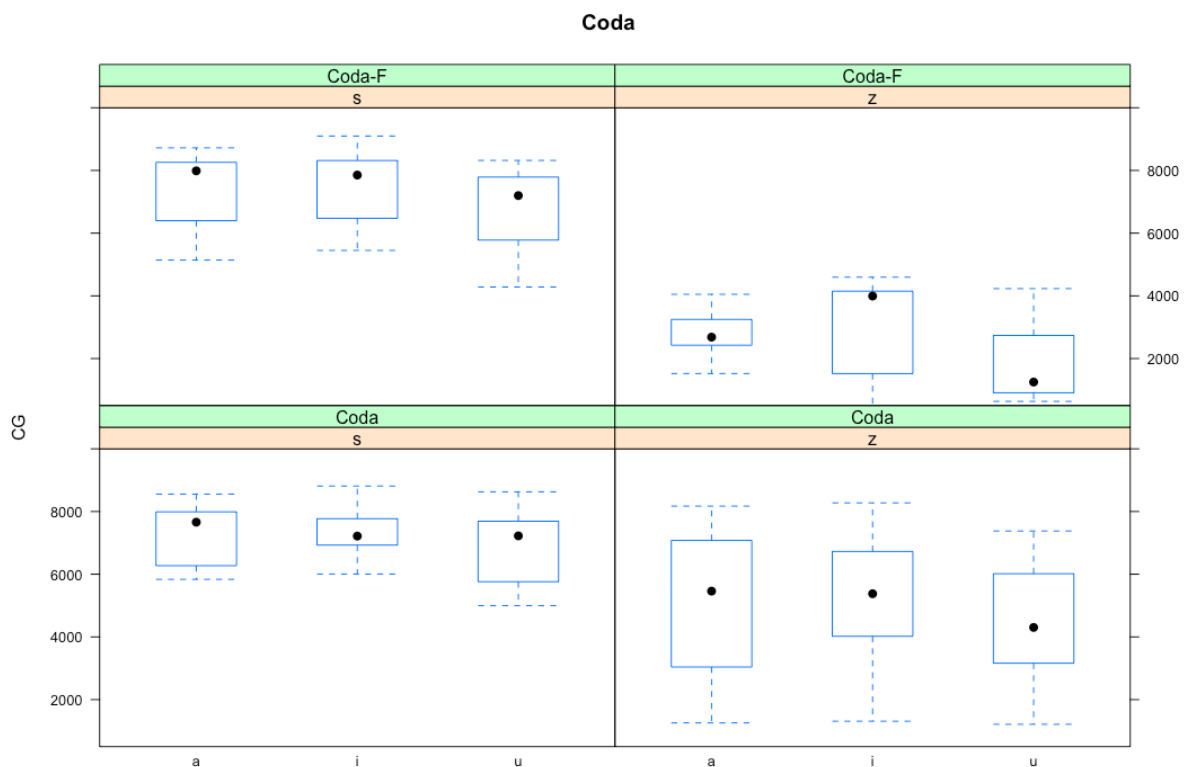 Coda
Coda-F Coda-F
s z
8000
6000
4000
2000
Coda Coda
s z
CG
8000
6000
4000
2000
a i u a i u